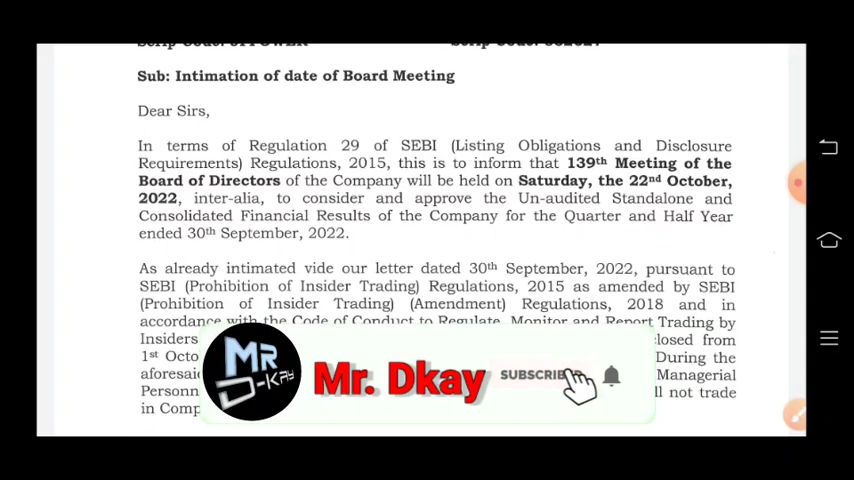 Sub: Intimation of date of Board Meeting
Dear Sirs,
In terms of Regulation 29 of SEBI (Listing Obligations and Disclosure
Requirements) Regulations, 2015, this is to inform that 139th Meeting of the
Board of Directors of the Company will be held on Saturday, the 22nd October,
2022, inter-alia, to consider and approve the Un-audited Standalone and
Consolidated Financial Results of the Company for the Quarter and Half Year
ended 30th September, 2022.
As already intimated vide our letter dated 30th September, 2022, pursuant to
SEBI (Prohibition of Insider Trading) Regulations, 2015 as amended by SEBI
(Prohibition of Insider Trading) (Amendment) Regulations, 2018 and in
accordance with the Code of Conduct to Regulate, Monitor and Report Trading by
Insiders closed from
1st During the
aforesaid Managerial
not trade
in
MR
D-KAY
Mr. Dkay
SUBSCRIBE